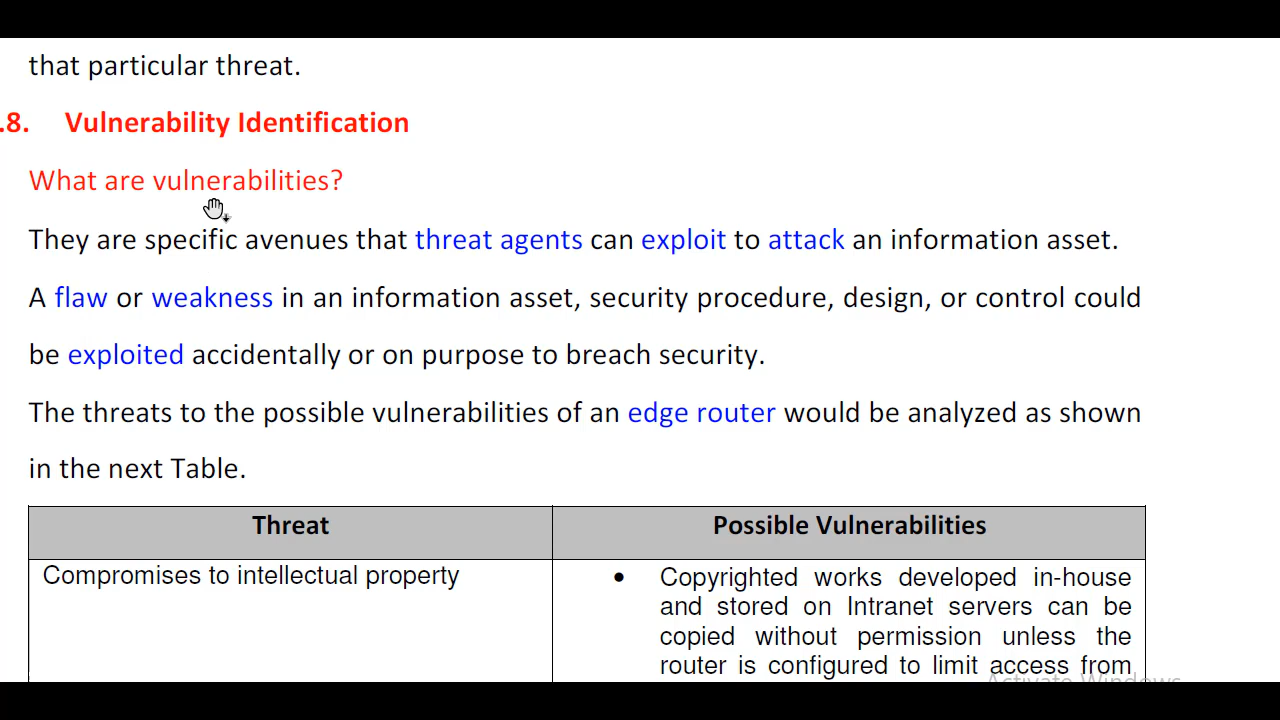 that particular threat.
.8. Vulnerability Identification
What are vulnerabilities?
They are specific avenues that threat agents can exploit to attack an information asset.
A flaw or weakness in an information asset, security procedure, design, or control could
be exploited accidentally or on purpose to breach security.
The threats to the possible vulnerabilities of an edge router would be analyzed as shown
in the next Table.
Threat Possible Vulnerabilities
Compromises to intellectual property • Copyrighted works developed in-house
and stored on Intranet servers can be
copied without permission unless the
router is configured to limit access from
Activate Windows